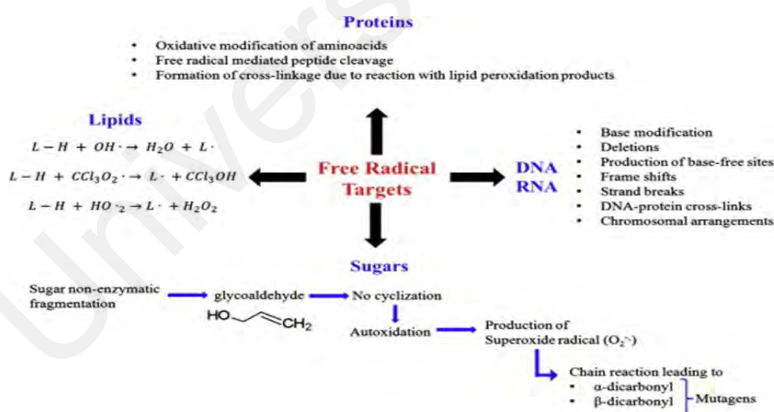 Proteins
• Oxidative modification of aminoacids
• Free radical mediated peptide cleavage
• Formation of cross-linkage due to reaction with lipid peroxidation products
Lipids
L − H + OH · → H₂O + L ·
L − H + CCl₃O₂ · → L · + CCl₃OH
L − H + HO ·₂ → L · + H₂O₂
Free Radical
Targets
DNA
RNA
• Base modification
• Deletions
• Production of base-free sites
• Frame shifts
• Strand breaks
• DNA-protein cross-links
• Chromosomal arrangements
Sugars
Sugar non-enzymatic
fragmentation
glycoaldehyde
HO
CH₂
No cyclization
Autoxidation
Production of
Superoxide radical (O₂˙⁻)
Chain reaction leading to
• α-dicarbonyl
• β-dicarbonyl
Mutagens
Univers